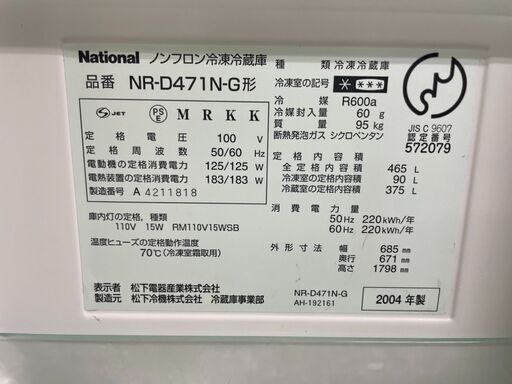 National ノンフロン冷凍冷蔵庫
品番 NR-D471N-G形
S JET PS E M R K K
定格電圧 100 V
定格周波数 50/60 Hz
電動機の定格消費電力 125/125 W
電熱装置の定格消費電力 183/183 W
製造番号 A 4211818
庫内灯の定格，種類
110V 15W RM110V15WSB
温度ヒューズの定格動作温度
70℃(冷凍室霜取用)
表示者 松下電器産業株式会社
製造元 松下冷機株式会社 冷蔵庫事業部
種類 冷凍冷蔵庫
冷凍室の記号 ＊ ＊＊＊
冷媒 R600a
冷媒封入量 60 g
質量 95 kg
断熱発泡ガス シクロペンタン
JIS C 9607
認定番号
572079
定格内容積
全定格内容積 465 L
冷凍室の定格内容積 90 L
冷蔵室の定格内容積 375 L
消費電力量
50Hz 220kWh/年
60Hz 220kWh/年
外形寸法 幅 685 mm
奥行 671 mm
高さ 1798 mm
NR-D471N-G
AH-192161
2004 年製